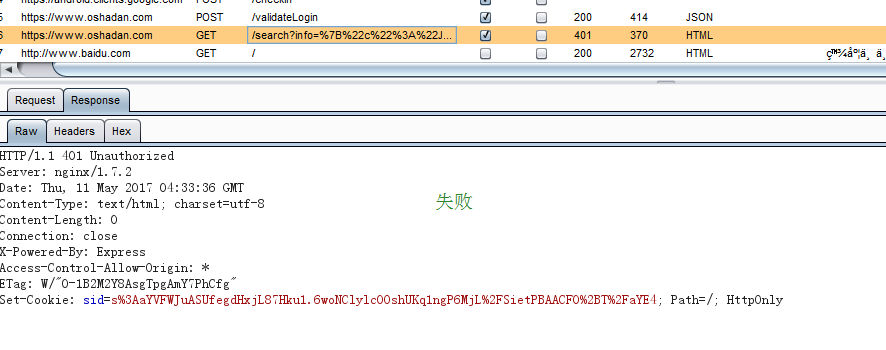 https://android.clients.google.com POST /checkin
https://www.oshadan.com POST /validateLogin 200 414 JSON
6 https://www.oshadan.com GET /search?info=%7B%22c%22%3A%22J... 401 370 HTML
7 http://www.baidu.com GET / 200 2732 HTML
Request Response
Raw Headers Hex
HTTP/1.1 401 Unauthorized
Server: nginx/1.7.2
Date: Thu, 11 May 2017 04:33:36 GMT
Content-Type: text/html; charset=utf-8
失败
Content-Length: 0
Connection: close
X-Powered-By: Express
Access-Control-Allow-Origin: *
ETag: W/"0-1B2M2Y8AsgTpgAmY7PhCfg"
Set-Cookie: sid=s%3AaYVFWJuASUfegdHxjL87Hku1.6woNClylcOOshUKq1ngP6MjL%2FSietPBAACFO%2BT%2FaYE4; Path=/; HttpOnly